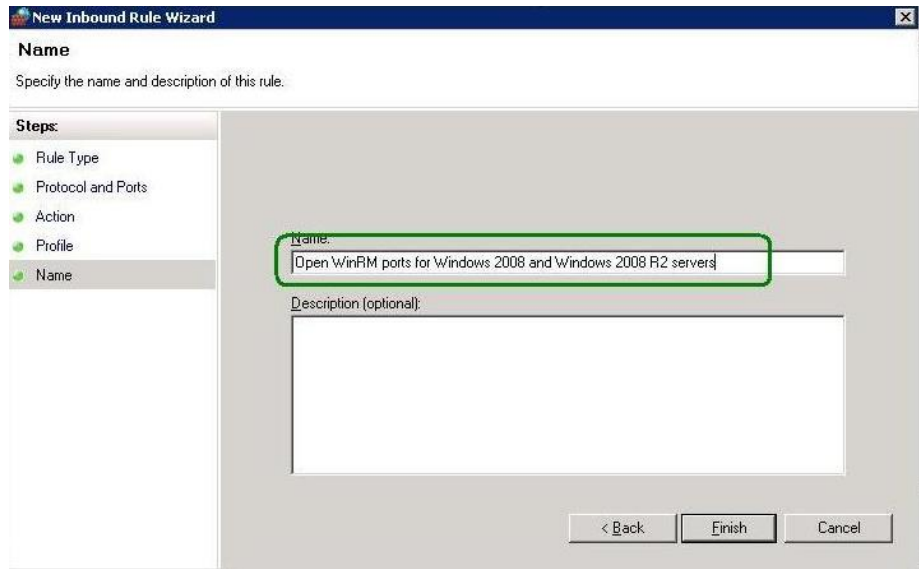 New Inbound Rule Wizard
Name
Specify the name and description of this rule.
Steps:
Rule Type
Protocol and Ports
Action
Profile
Name
Name:
Open WinRM ports for Windows 2008 and Windows 2008 R2 servers
Description (optional):
< Back
Finish
Cancel